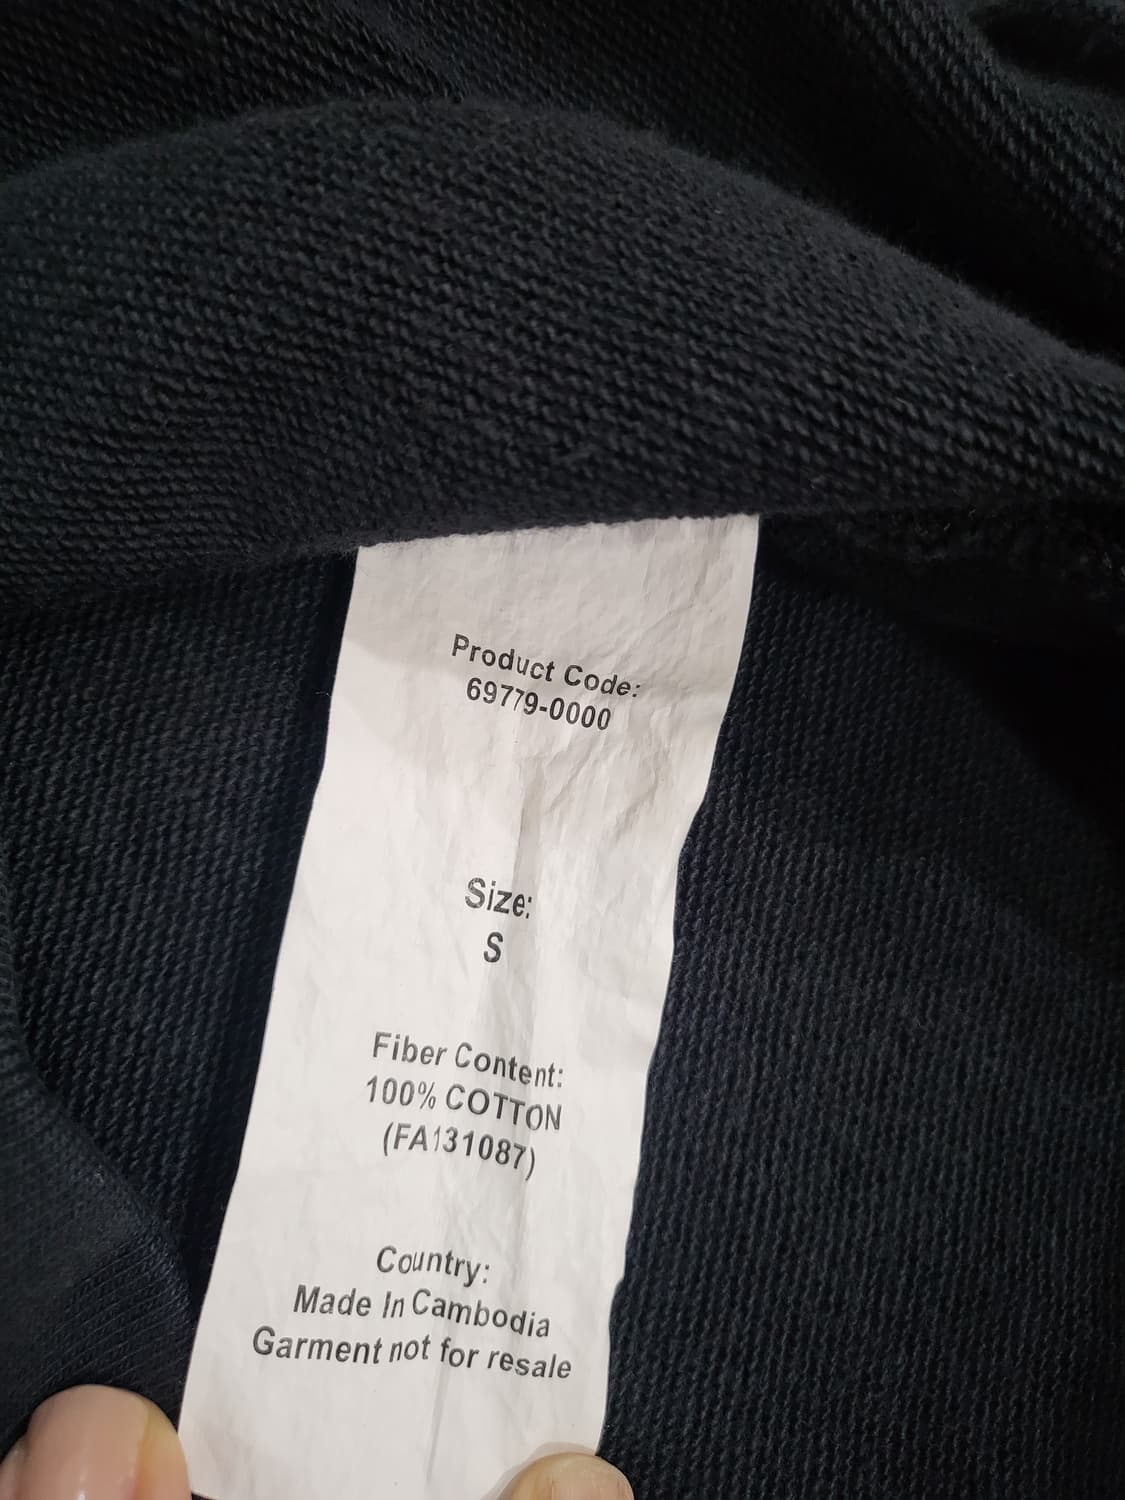 Product Code:
69779-0000
Size:
S
Fiber Content:
100% COTTON
(FA131087)
Country:
Made In Cambodia
Garment not for resale